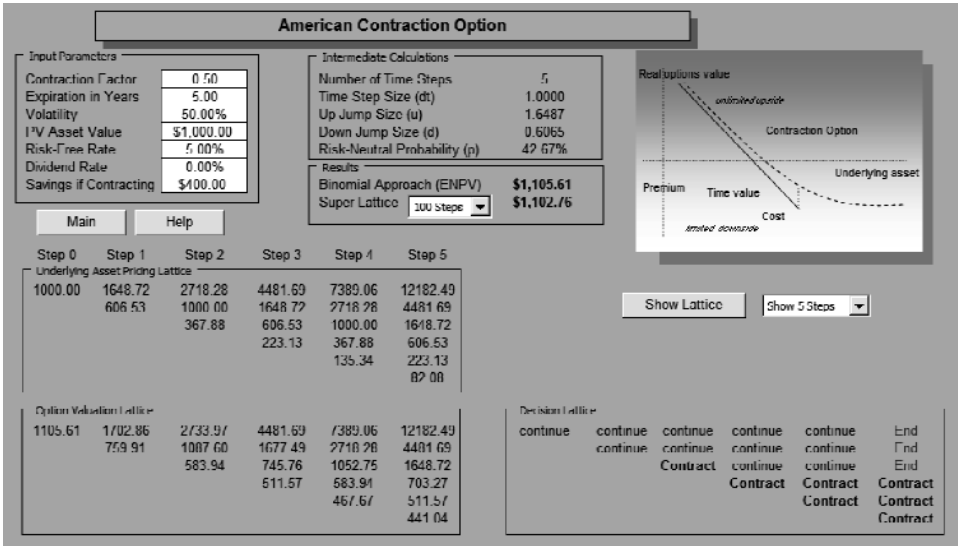 American Contraction Option
Input Parameters
Contraction Factor 0.50
Expiration in Years 5.00
Volatility 50.00%
PV Asset Value $1,000.00
Risk-Free Rate 5.00%
Dividend Rate 0.00%
Savings if Contracting $400.00
Main Help
Intermediate Calculations
Number of Time Steps 5
Time Step Size (dt) 1.0000
Up Jump Size (u) 1.6487
Down Jump Size (d) 0.6065
Risk-Neutral Probability (p) 42.67%
Results
Binomial Approach (ENPV) $1,105.61
Super Lattice 100 Steps $1,102.76
Real options value
unlimited upside
Contraction Option
Underlying asset
Premium
Time value
Cost
limited downside
Show Lattice Show 5 Steps
Step 0 Step 1 Step 2 Step 3 Step 4 Step 5
Underlying Asset Pricing Lattice
1000.00 1648.72 2718.28 4481.69 7389.06 12182.49
606.53 1000.00 1648.72 2718.28 4481.69
367.88 606.53 1000.00 1648.72
223.13 367.88 606.53
135.34 223.13
82.08
Option Valuation Lattice
1105.61 1702.86 2733.97 4481.69 7389.06 12182.49
759.91 1087.60 1677.49 2718.28 4481.69
583.94 745.76 1052.75 1648.72
511.57 583.94 703.27
467.67 511.57
441.04
Decision Lattice
continue continue continue continue continue End
continue continue continue continue End
Contract continue continue End
Contract Contract Contract
Contract Contract
Contract